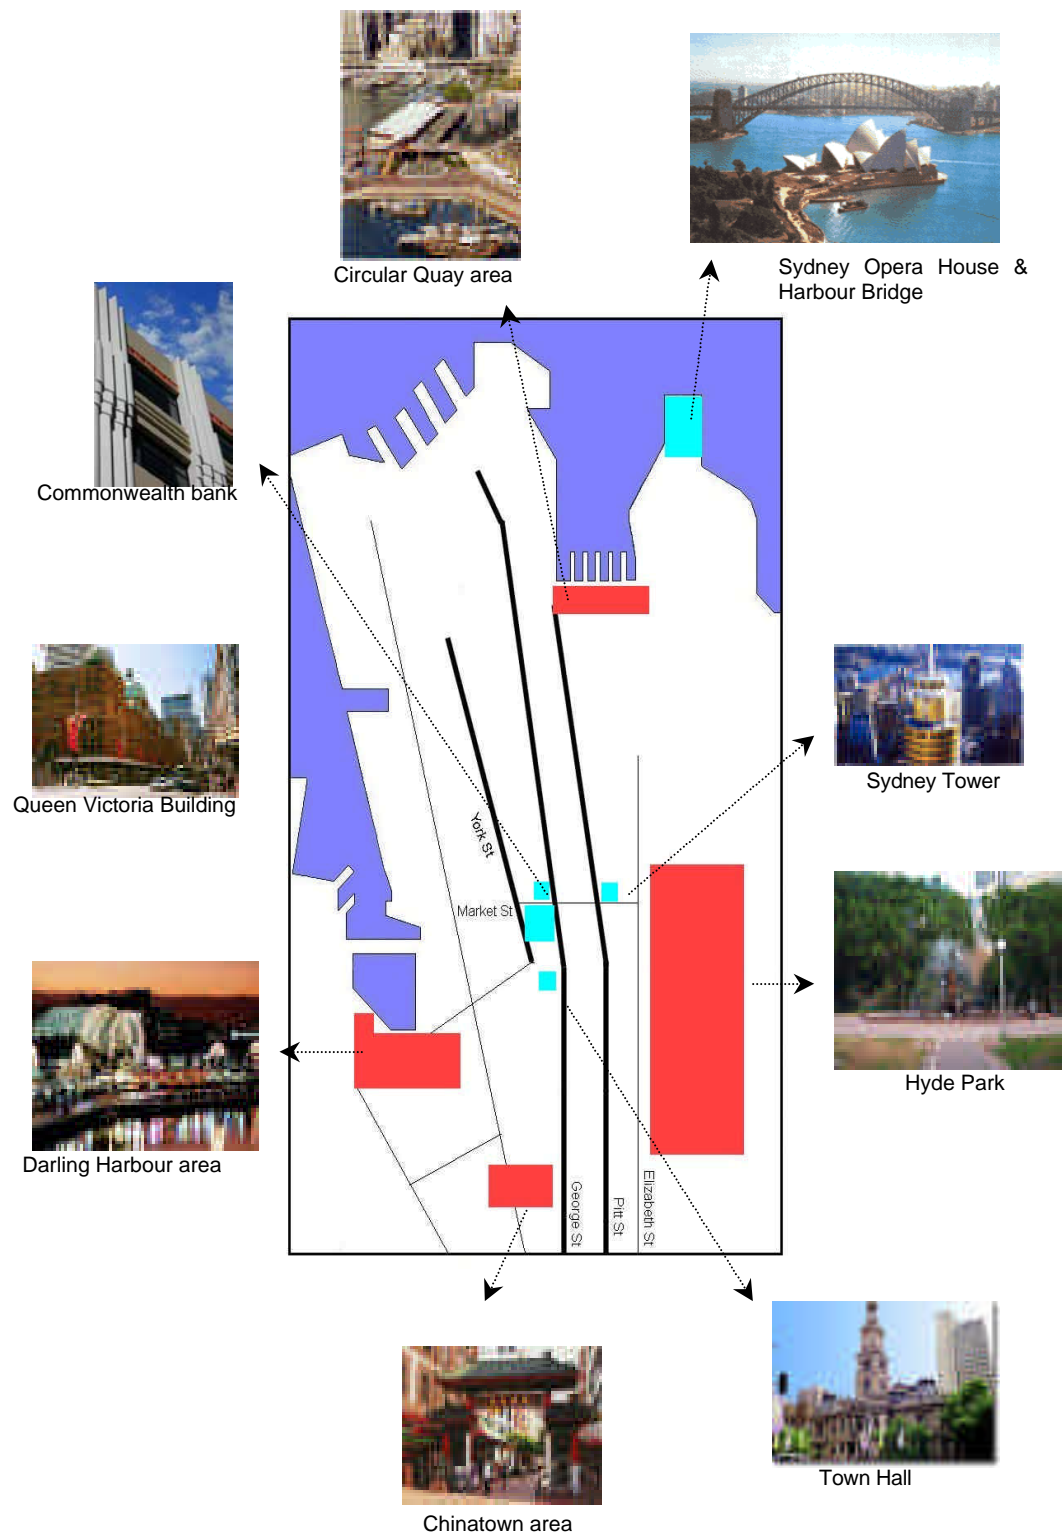 Circular Quay area
Sydney Opera House &
Harbour Bridge
Commonwealth bank
Queen Victoria Building
York St
Sydney Tower
Market St
Hyde Park
Darling Harbour area
George St
Pitt St
Elizabeth St
Town Hall
Chinatown area